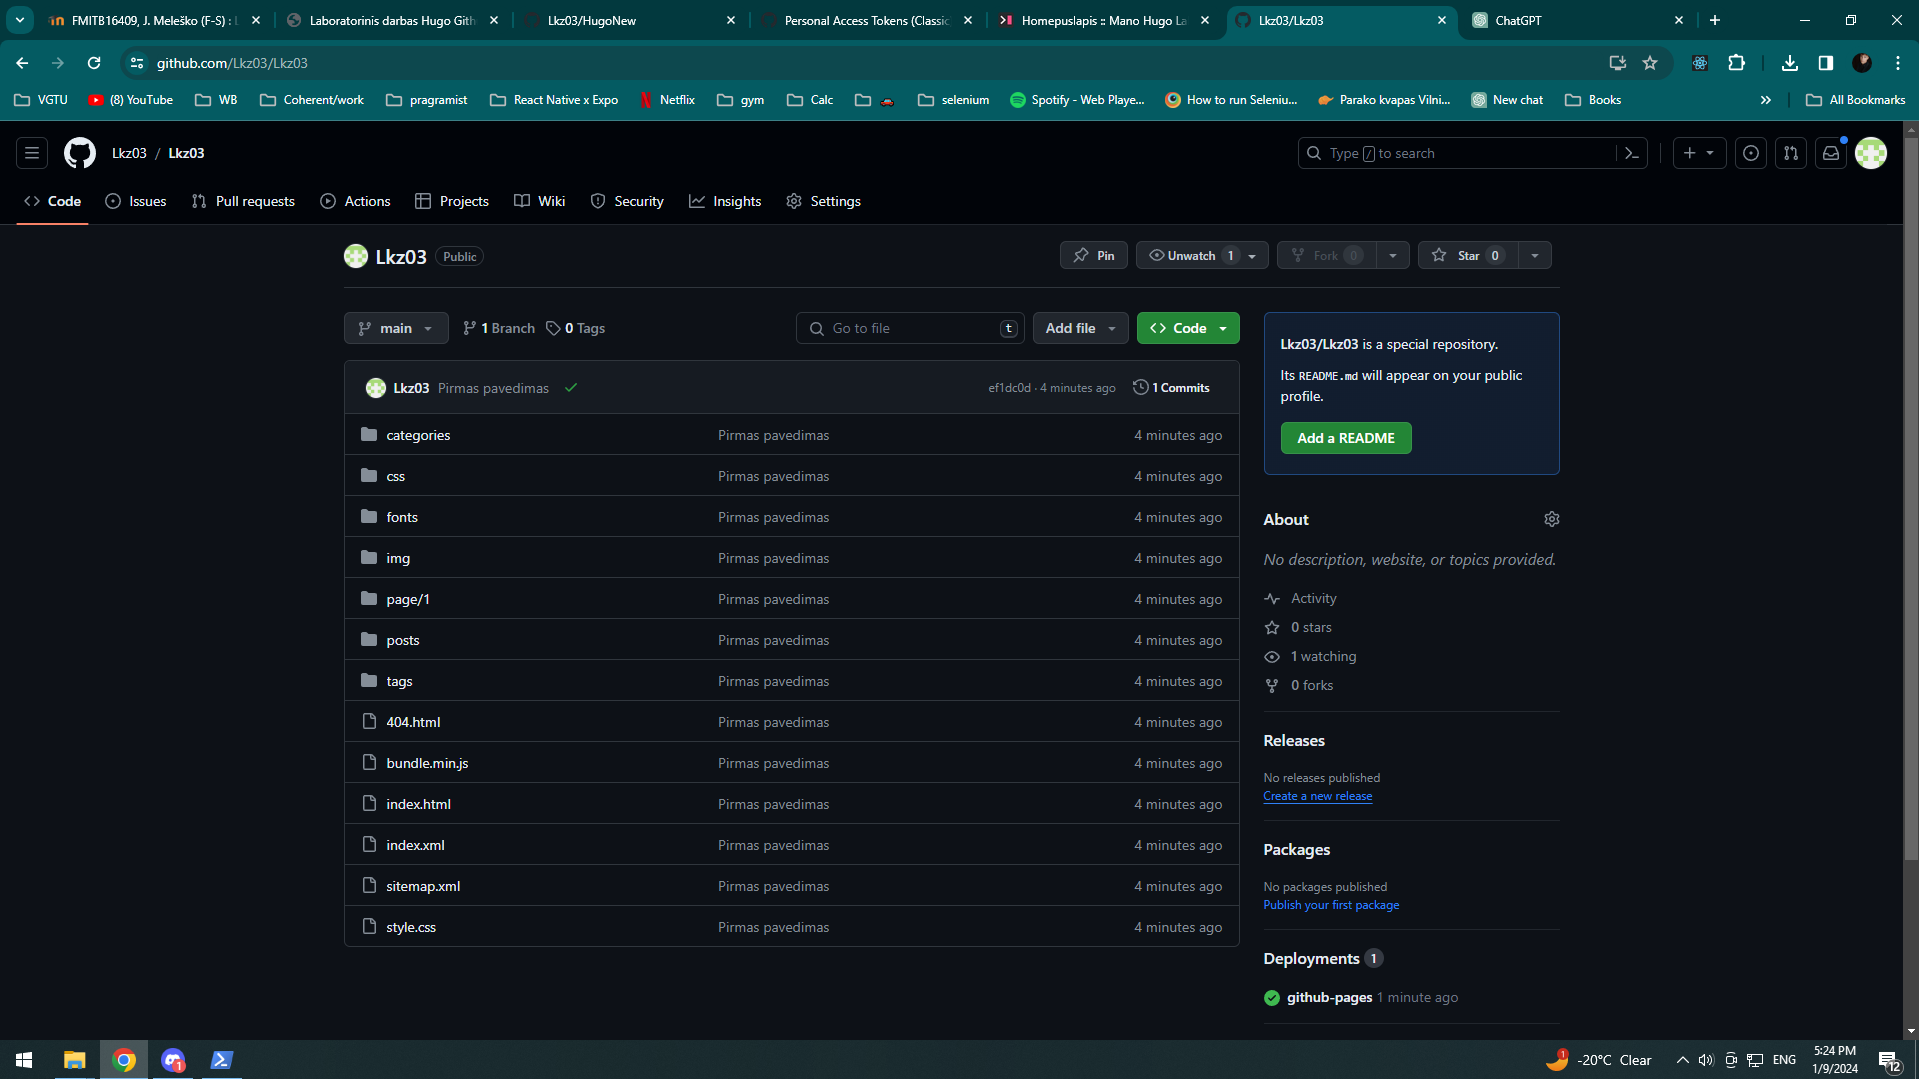 FMITB16409, J. Meleško (F-S) : L
Laboratorinis darbas Hugo Gith
Lkz03/HugoNew
Personal Access Tokens (Classic
Homepuslapis :: Mano Hugo La
Lkz03/Lkz03
ChatGPT
github.com/Lkz03/Lkz03
VGTU
(8) YouTube
WB
Coherent/work
pragramist
React Native x Expo
Netflix
gym
Calc
selenium
Spotify - Web Playe...
How to run Seleniu...
Parako kvapas Vilni...
New chat
Books
All Bookmarks
Lkz03 / Lkz03
Type / to search
Code
Issues
Pull requests
Actions
Projects
Wiki
Security
Insights
Settings
Lkz03 Public
Pin
Unwatch 1
Fork 0
Star 0
main
1 Branch
0 Tags
Go to file t
Add file
Code
Lkz03 Pirmas pavedimas
ef1dc0d · 4 minutes ago
1 Commits
categories Pirmas pavedimas 4 minutes ago
css Pirmas pavedimas 4 minutes ago
fonts Pirmas pavedimas 4 minutes ago
img Pirmas pavedimas 4 minutes ago
page/1 Pirmas pavedimas 4 minutes ago
posts Pirmas pavedimas 4 minutes ago
tags Pirmas pavedimas 4 minutes ago
404.html Pirmas pavedimas 4 minutes ago
bundle.min.js Pirmas pavedimas 4 minutes ago
index.html Pirmas pavedimas 4 minutes ago
index.xml Pirmas pavedimas 4 minutes ago
sitemap.xml Pirmas pavedimas 4 minutes ago
style.css Pirmas pavedimas 4 minutes ago
Lkz03/Lkz03 is a special repository.
Its README.md will appear on your public
profile.
Add a README
About
No description, website, or topics provided.
Activity
0 stars
1 watching
0 forks
Releases
No releases published
Create a new release
Packages
No packages published
Publish your first package
Deployments 1
github-pages 1 minute ago
1
1
-20°C Clear
ENG
5:24 PM
1/9/2024
12